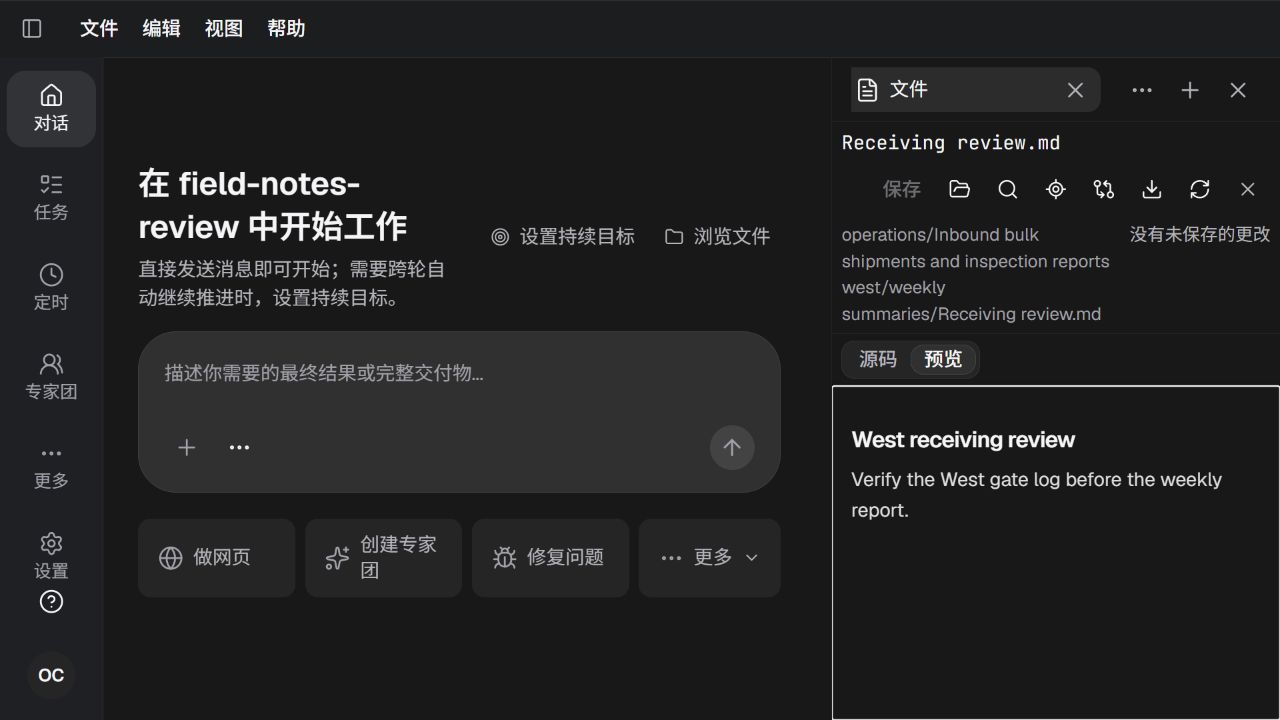 文件 编辑 视图 帮助
对话
任务
定时
专家团
更多
设置
OC
在 field-notes-
review 中开始工作
直接发送消息即可开始；需要跨轮自
动继续推进时，设置持续目标。
设置持续目标 浏览文件
描述你需要的最终结果或完整交付物...
做网页
创建专家
团
修复问题
更多
文件
Receiving review.md
保存
operations/Inbound bulk
shipments and inspection reports
west/weekly
summaries/Receiving review.md
没有未保存的更改
源码 预览
West receiving review
Verify the West gate log before the weekly
report.